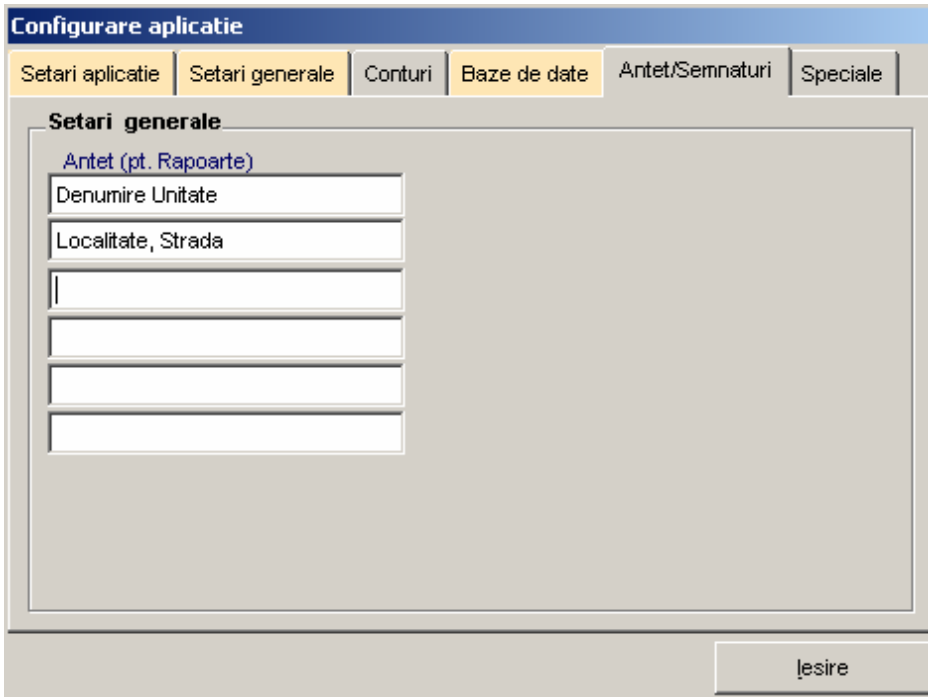 Configurare aplicatie
Setari aplicatie Setari generale Conturi Baze de date Antet/Semnaturi Speciale
Setari generale
Antet (pt. Rapoarte)
Denumire Unitate
Localitate, Strada
Iesire